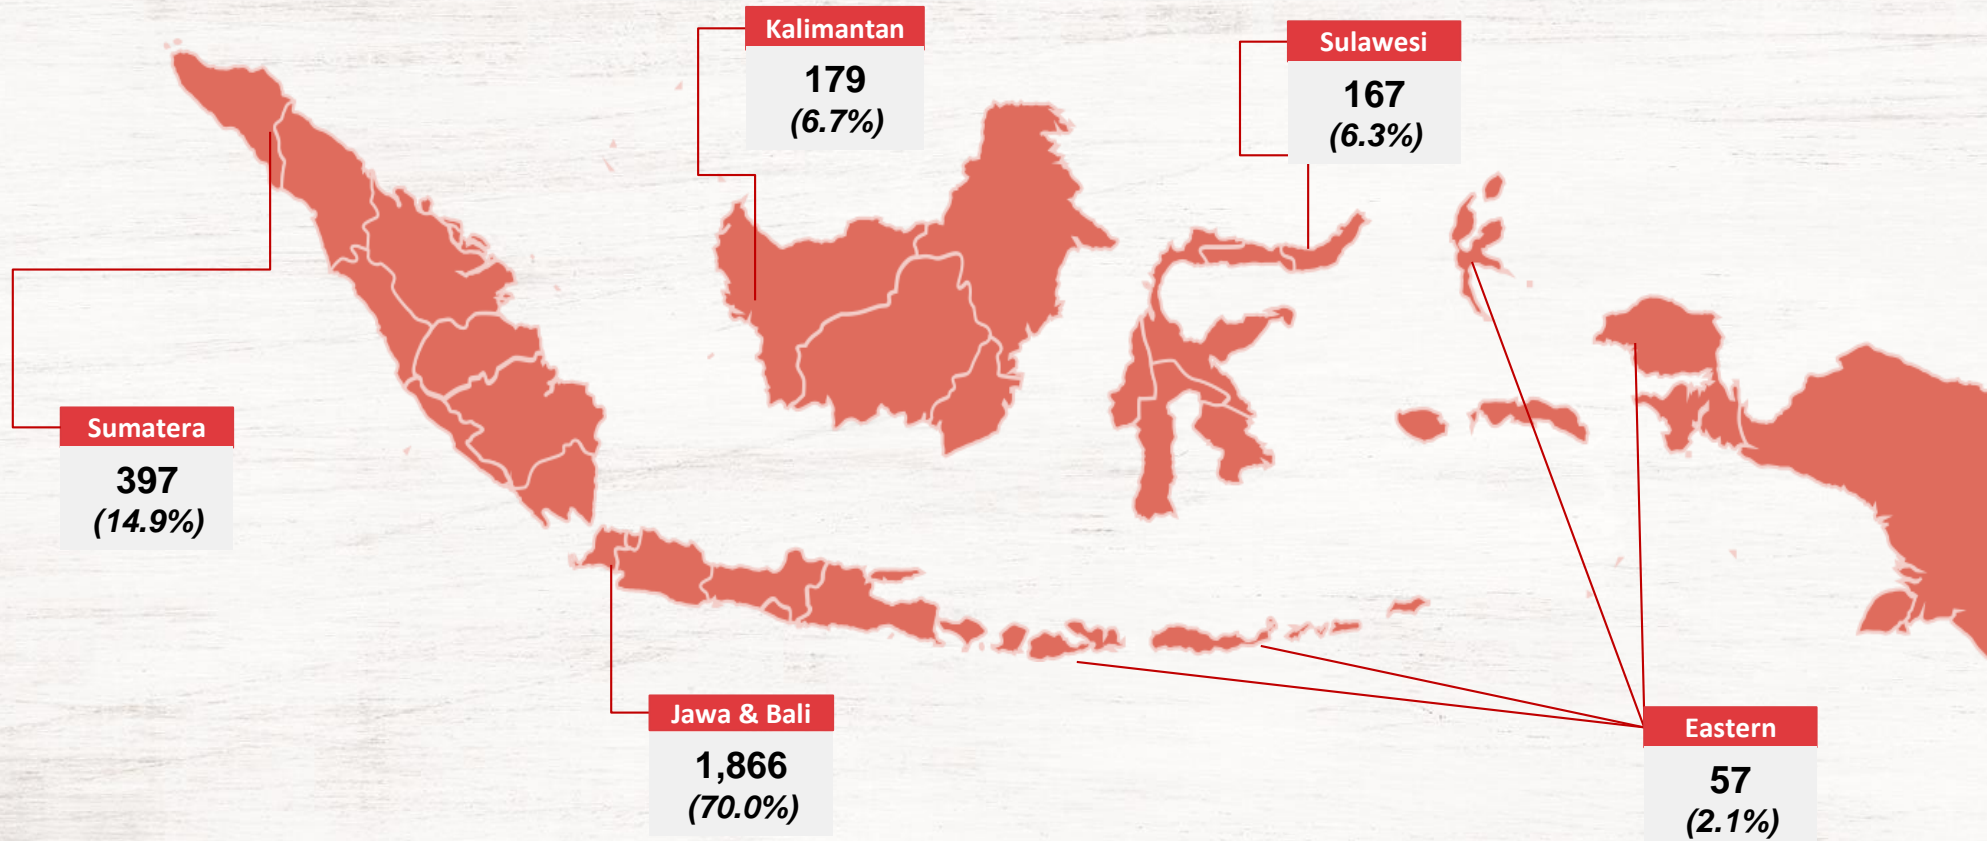 Kalimantan
179
(6.7%)
Sulawesi
167
(6.3%)
Sumatera
397
(14.9%)
Jawa & Bali
1,866
(70.0%)
Eastern
57
(2.1%)